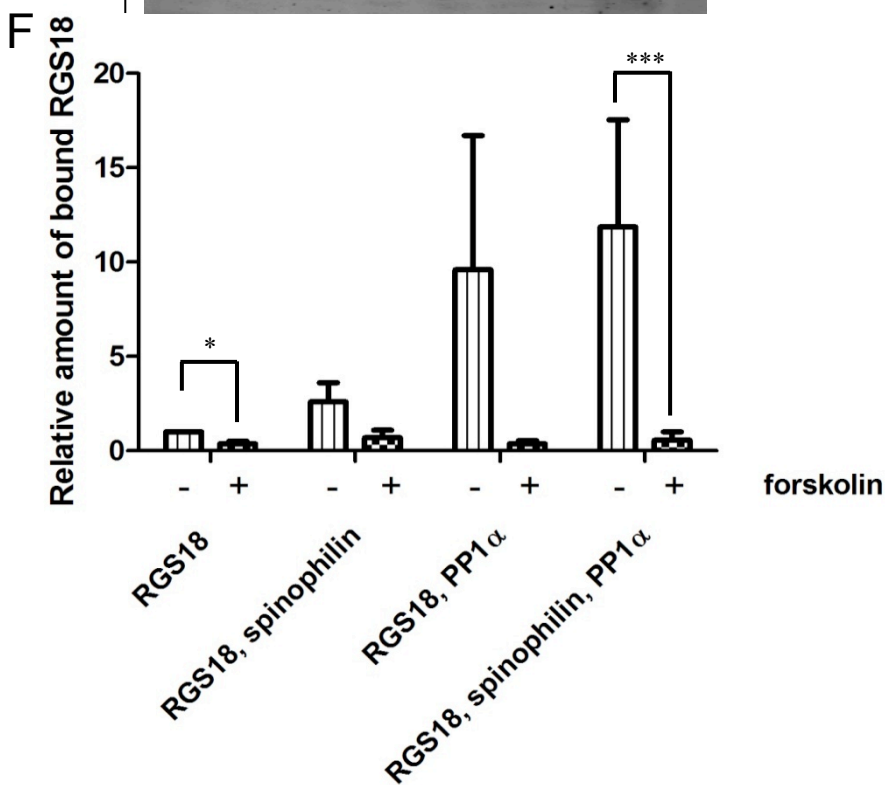 F
Relative amount of bound RGS18
20
15
10
5
0
*
***
- + - + - + - + forskolin
RGS18
RGS18, spinophilin
RGS18, PP1α
RGS18, spinophilin, PP1α